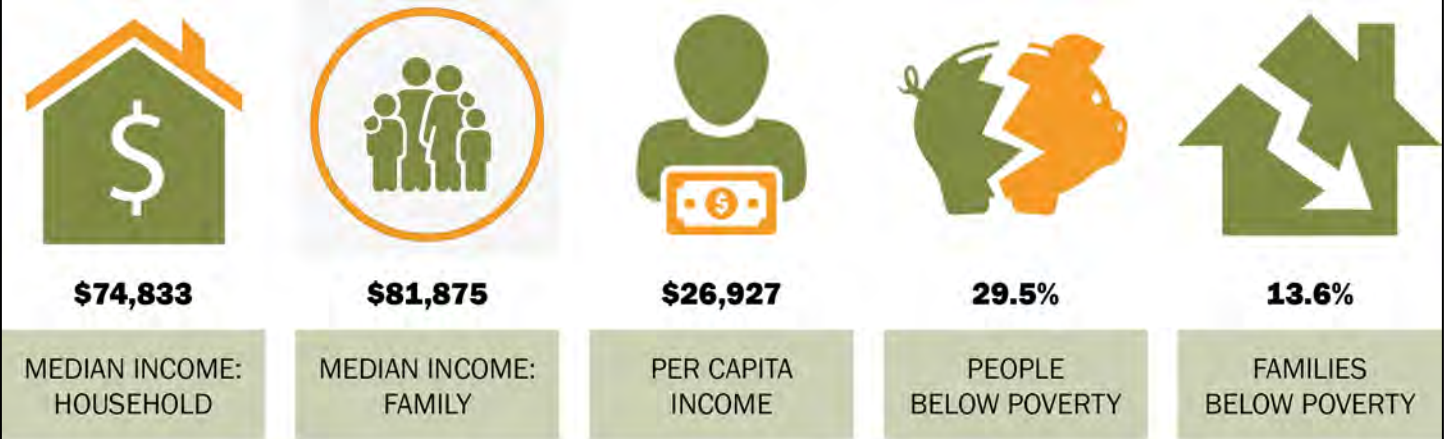 $
$
$74,833
$81,875
$26,927
29.5%
13.6%
MEDIAN INCOME:
HOUSEHOLD
MEDIAN INCOME:
FAMILY
PER CAPITA
INCOME
PEOPLE
BELOW POVERTY
FAMILIES
BELOW POVERTY